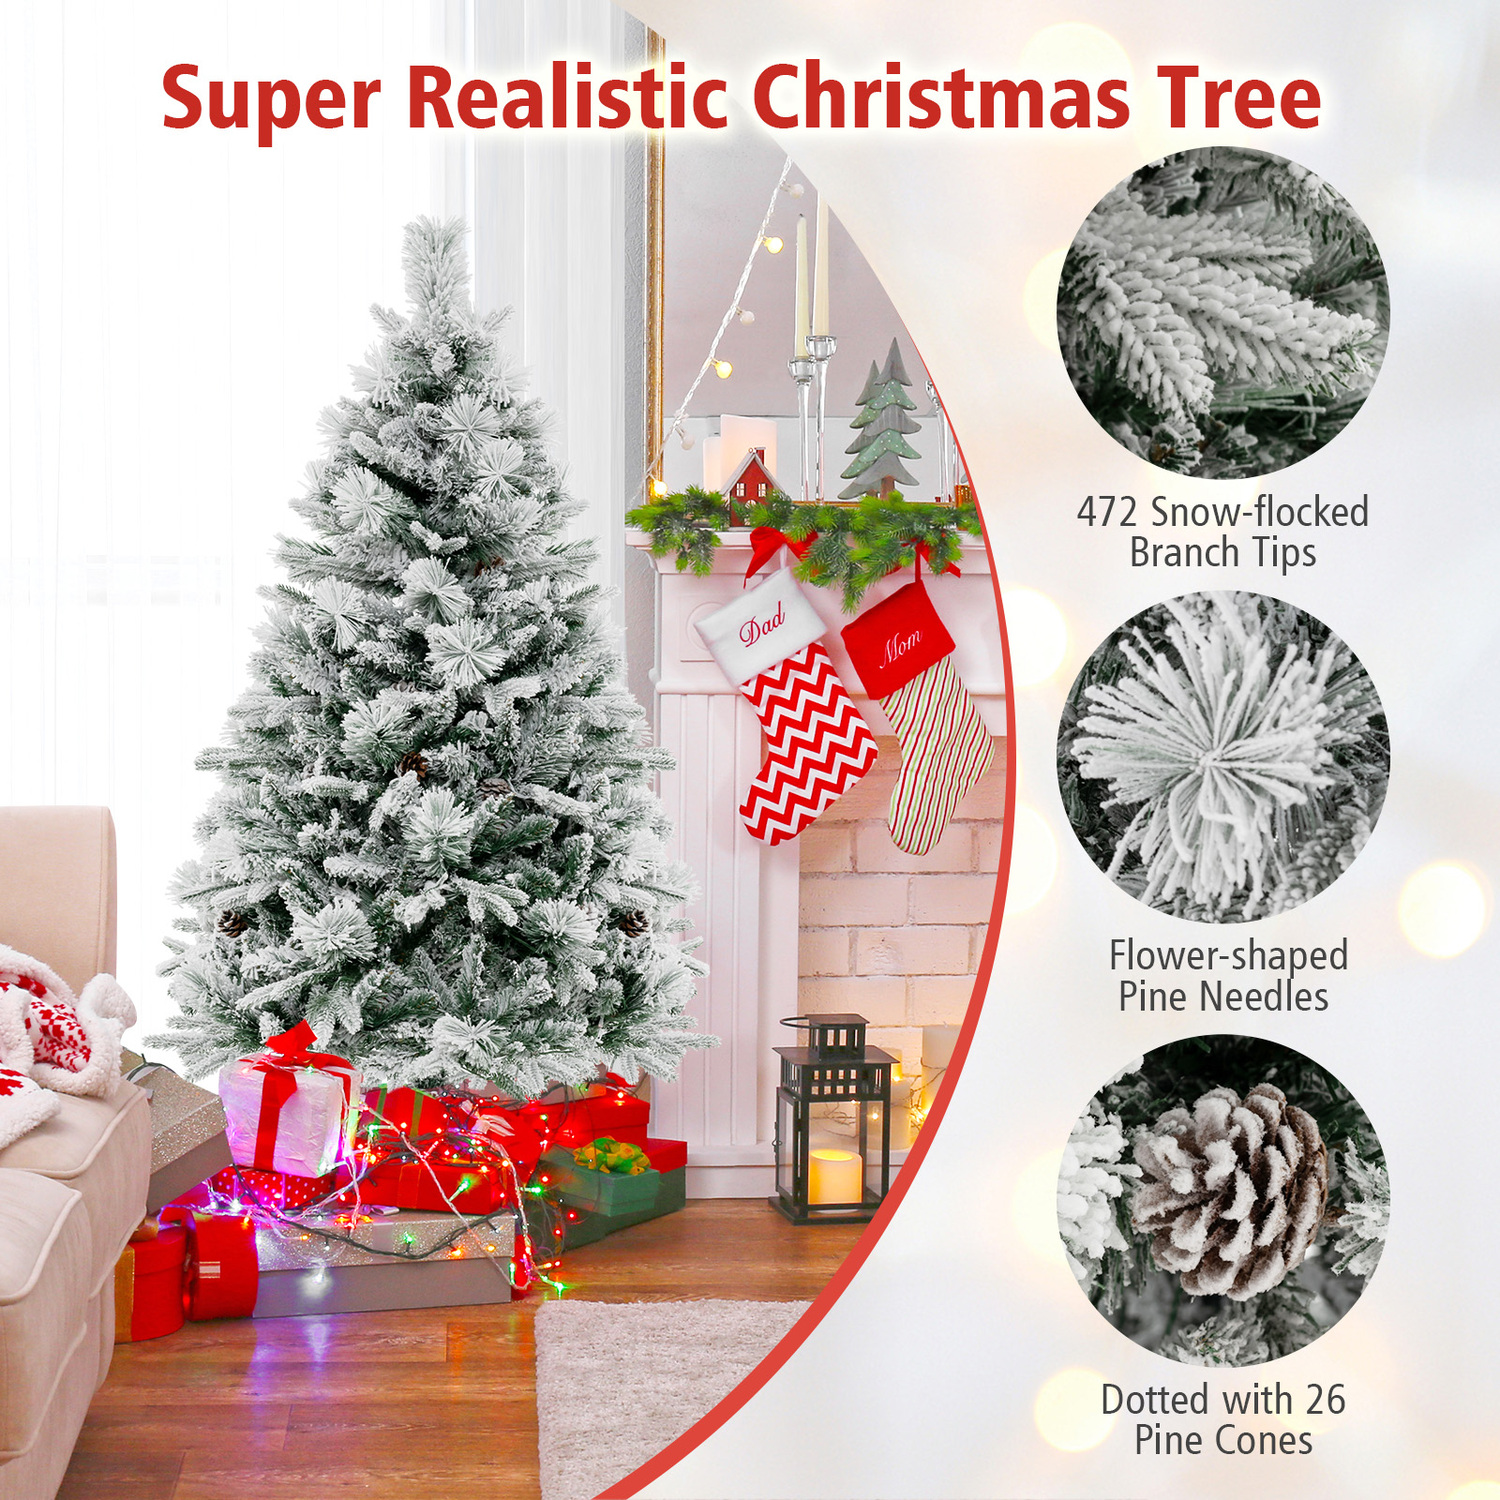 Super Realistic Christmas Tree
472 Snow-flocked
Branch Tips
Dad
Mom
Flower-shaped
Pine Needles
Dotted with 26
Pine Cones